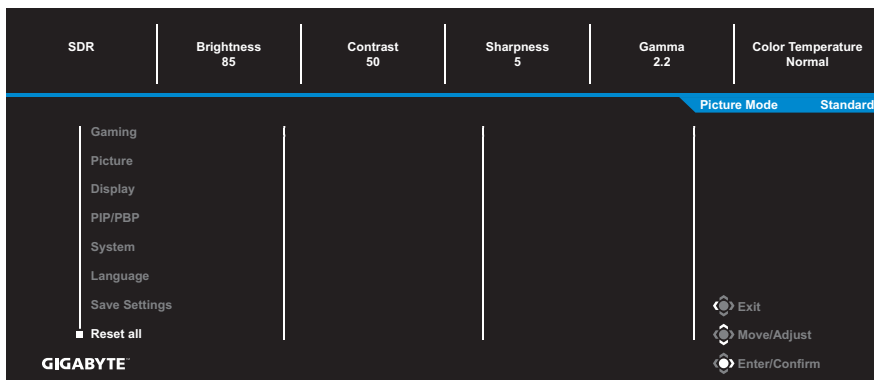 SDR
Brightness
85
Contrast
50
Sharpness
5
Gamma
2.2
Color Temperature
Normal
Picture Mode Standard
Gaming
Picture
Display
PIP/PBP
System
Language
Save Settings
Reset all
Exit
Move/Adjust
Enter/Confirm
GIGABYTE™